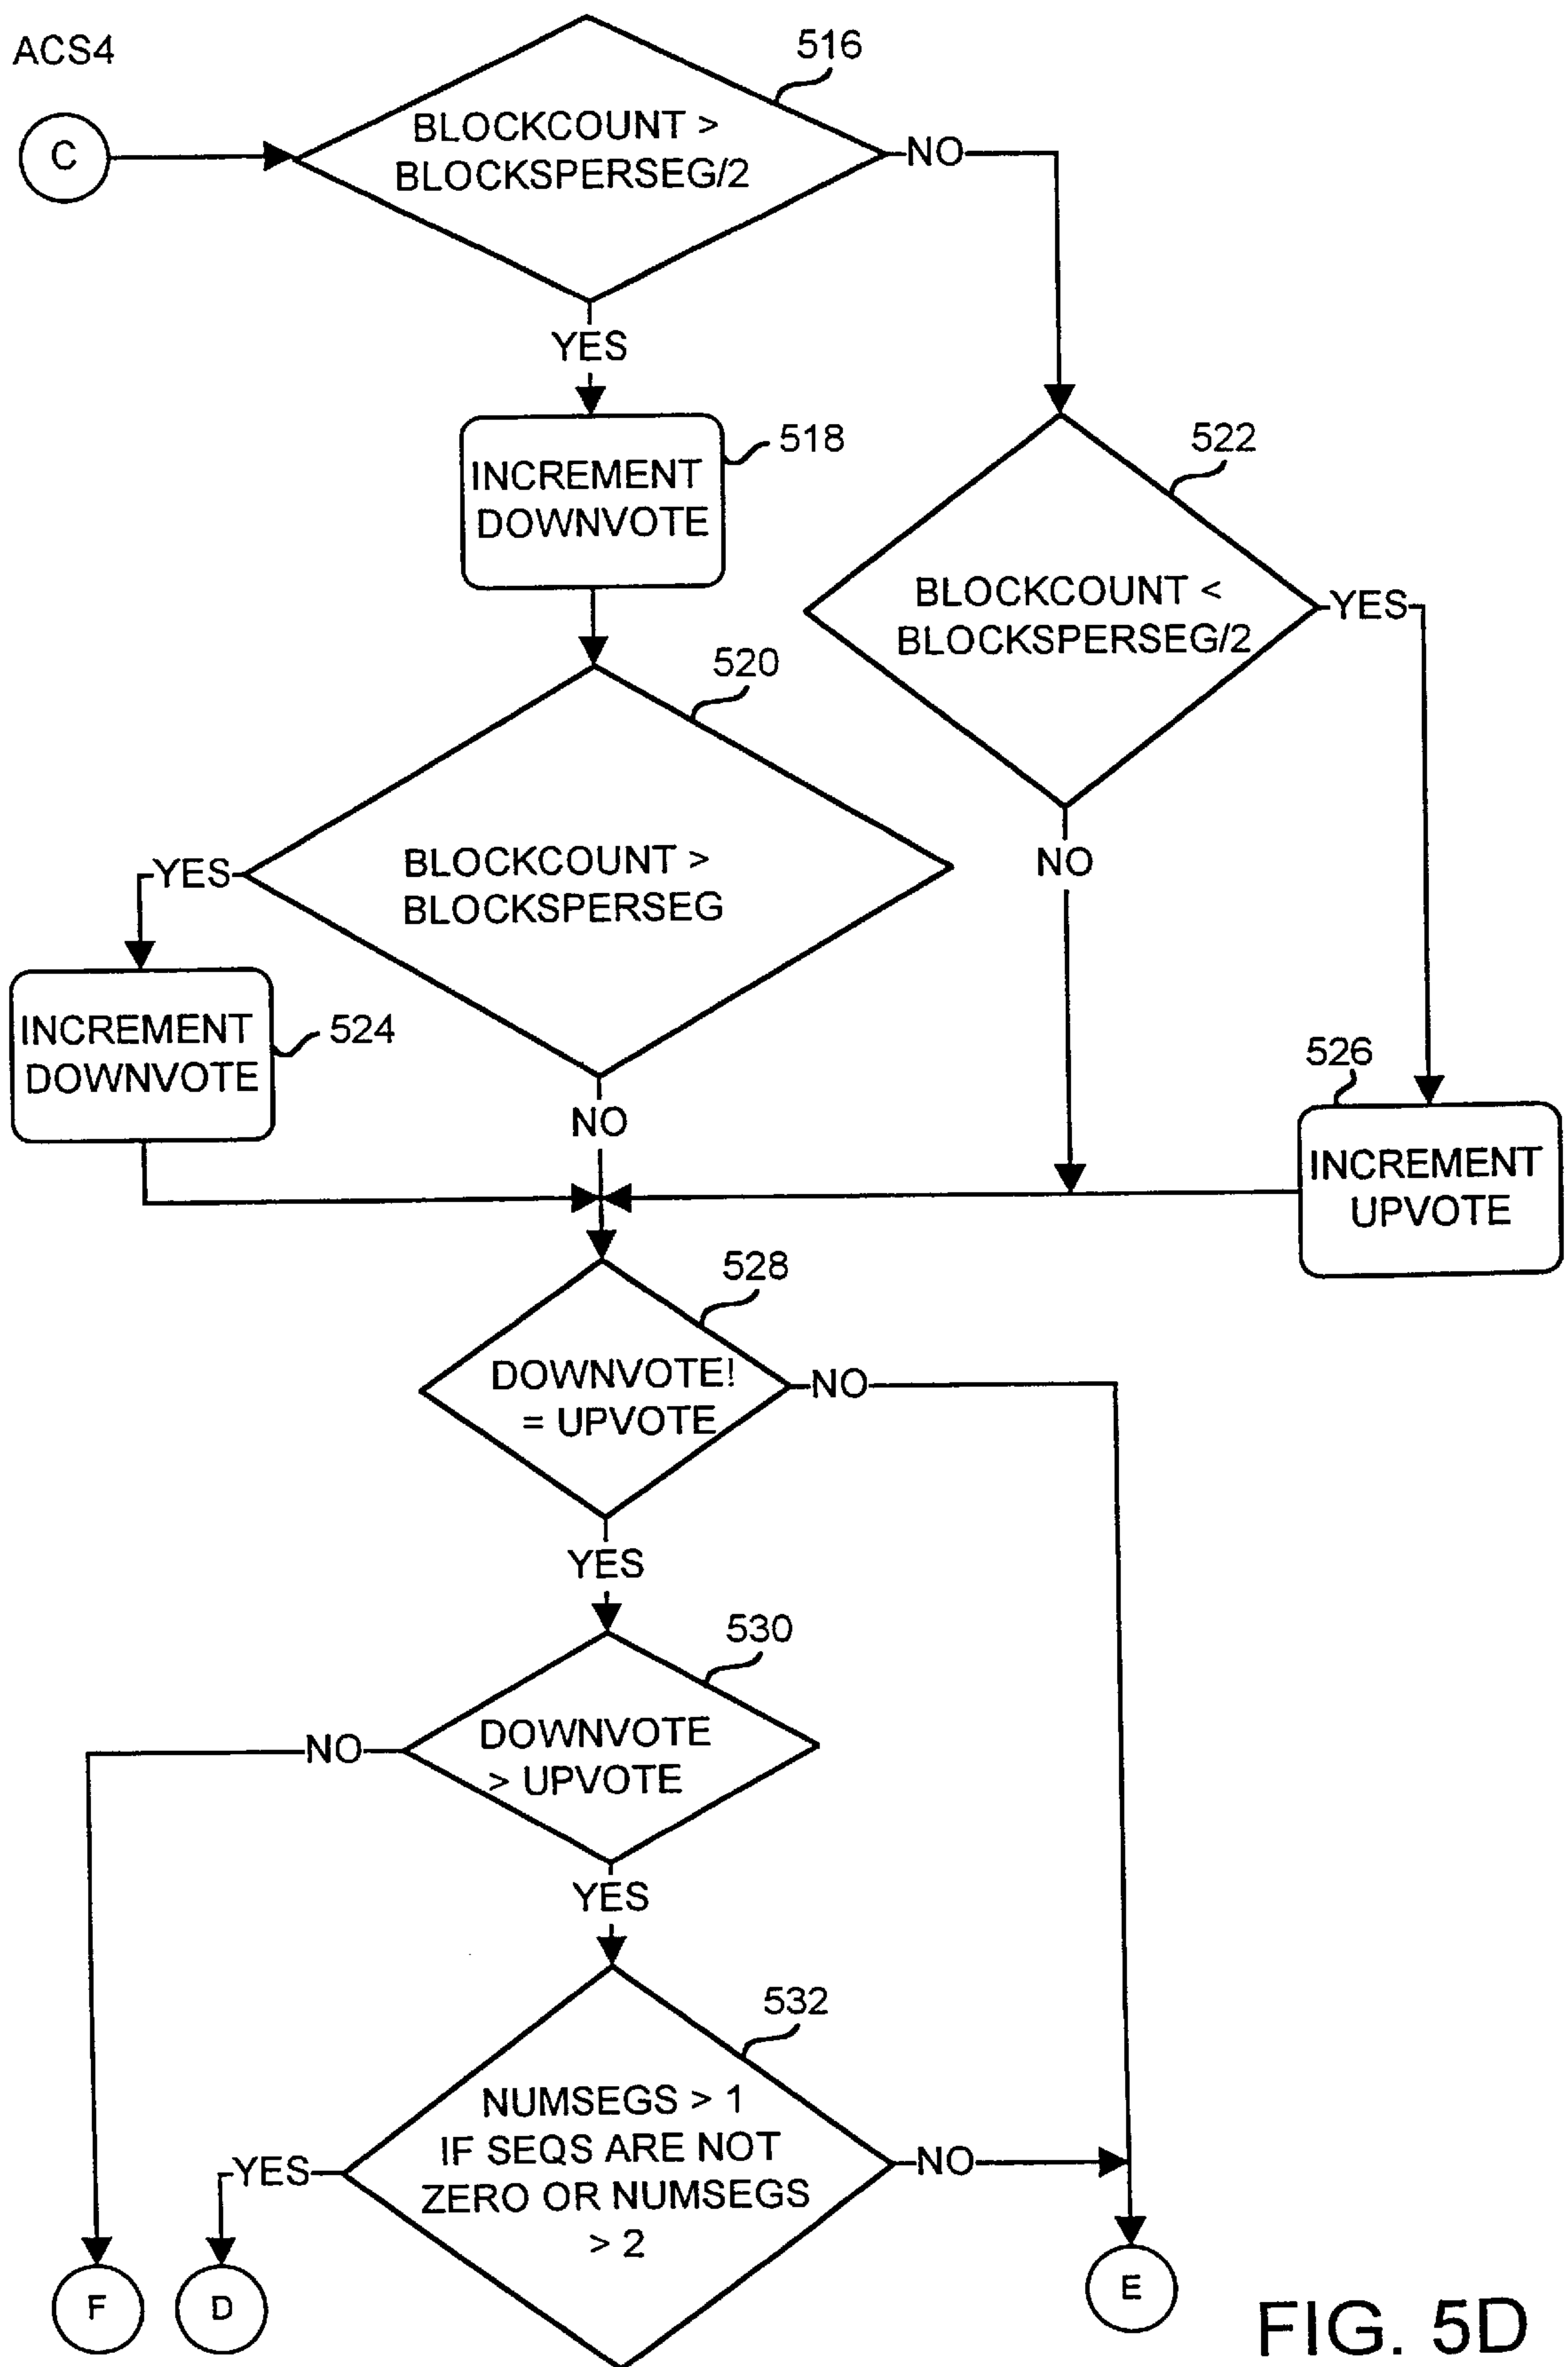 ACS4
516
C
BLOCKCOUNT >
BLOCKSPERSEG/2
NO
YES
518
INCREMENT
DOWNVOTE
522
BLOCKCOUNT <
BLOCKSPERSEG/2
YES
NO
520
BLOCKCOUNT >
BLOCKSPERSEG
YES
NO
524
INCREMENT
DOWNVOTE
526
INCREMENT
UPVOTE
528
DOWNVOTE!
= UPVOTE
NO
YES
530
DOWNVOTE
> UPVOTE
NO
YES
532
NUMSEGS > 1
IF SEQS ARE NOT
ZERO OR NUMSEGS
> 2
YES
NO
F
D
E
FIG. 5D